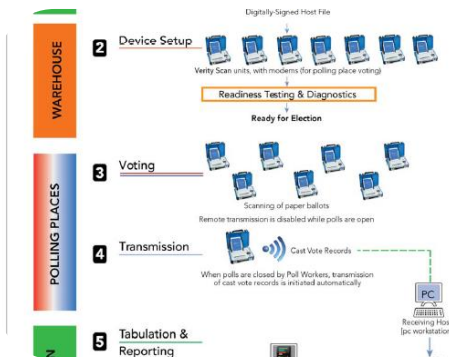 Digitally-Signed Host File
2 Device Setup
Verity Scan units, with modems (for polling place voting)
WAREHOUSE
Readiness Testing & Diagnostics
Ready for Election
3 Voting
Scanning of paper ballots
Remote transmission is disabled while polls are open
POLLING PLACES
4 Transmission
Cast Vote Records
When polls are closed by Poll Workers, transmission
of cast vote records is initiated automatically
PC
Receiving Hos
[pc workstation
5 Tabulation &
Reporting
N